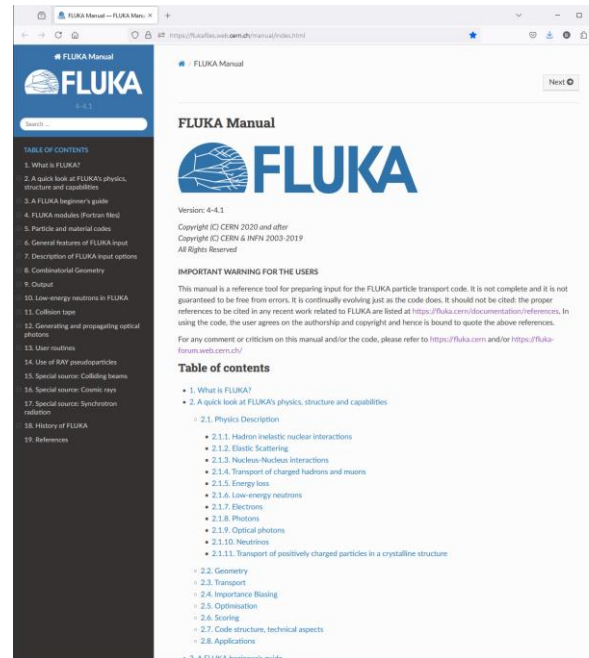 FLUKA Manual — FLUKA Manu
https://flukafiles.web.cern.ch/manual/index.html
FLUKA Manual
FLUKA
4-4.1
Search ...
TABLE OF CONTENTS
1. What is FLUKA?
2. A quick look at FLUKA's physics,
structure and capabilities
3. A FLUKA beginner's guide
4. FLUKA modules (Fortran files)
5. Particle and material codes
6. General features of FLUKA input
7. Description of FLUKA input options
8. Combinatorial Geometry
9. Output
10. Low-energy neutrons in FLUKA
11. Collision tape
12. Generating and propagating optical
photons
13. User routines
14. Use of RAY pseudoparticles
15. Special source: Colliding beams
16. Special source: Cosmic rays
17. Special source: Synchrotron
radiation
18. History of FLUKA
19. References
/ FLUKA Manual
Next
FLUKA Manual
FLUKA
Version: 4-4.1
Copyright (C) CERN 2020 and after
Copyright (C) CERN & INFN 2003-2019
All Rights Reserved
IMPORTANT WARNING FOR THE USERS
This manual is a reference tool for preparing input for the FLUKA particle transport code. It is not complete and it is not
guaranteed to be free from errors. It is continually evolving just as the code does. It should not be cited: the proper
references to be cited in any recent work related to FLUKA are listed at https://fluka.cern/documentation/references. In
using the code, the user agrees on the authorship and copyright and hence is bound to quote the above references.
For any comment or criticism on this manual and/or the code, please refer to https://fluka.cern and/or https://fluka-
forum.web.cern.ch/
Table of contents
1. What is FLUKA?
2. A quick look at FLUKA's physics, structure and capabilities
2.1. Physics Description
2.1.1. Hadron inelastic nuclear interactions
2.1.2. Elastic Scattering
2.1.3. Nucleus-Nucleus interactions
2.1.4. Transport of charged hadrons and muons
2.1.5. Energy loss
2.1.6. Low-energy neutrons
2.1.7. Electrons
2.1.8. Photons
2.1.9. Optical photons
2.1.10. Neutrinos
2.1.11. Transport of positively charged particles in a crystalline structure
2.2. Geometry
2.3. Transport
2.4. Importance Biasing
2.5. Optimisation
2.6. Scoring
2.7. Code structure, technical aspects
2.8. Applications
3. A FLUKA beginner's guide